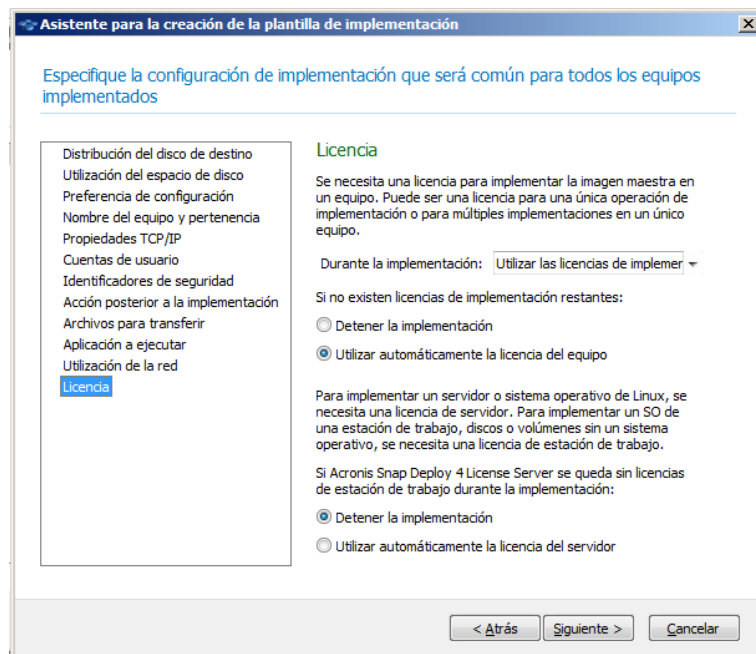 Asistente para la creación de la plantilla de implementación
Especifique la configuración de implementación que será común para todos los equipos
implementados
Distribución del disco de destino
Utilización del espacio de disco
Preferencia de configuración
Nombre del equipo y pertenencia
Propiedades TCP/IP
Cuentas de usuario
Identificadores de seguridad
Acción posterior a la implementación
Archivos para transferir
Aplicación a ejecutar
Utilización de la red
Licencia
Licencia
Se necesita una licencia para implementar la imagen maestra en
un equipo. Puede ser una licencia para una única operación de
implementación o para múltiples implementaciones en un único
equipo.
Durante la implementación: Utilizar las licencias de implemer
Si no existen licencias de implementación restantes:
Detener la implementación
Utilizar automáticamente la licencia del equipo
Para implementar un servidor o sistema operativo de Linux, se
necesita una licencia de servidor. Para implementar un SO de
una estación de trabajo, discos o volúmenes sin un sistema
operativo, se necesita una licencia de estación de trabajo.
Si Acronis Snap Deploy 4 License Server se queda sin licencias
de estación de trabajo durante la implementación:
Detener la implementación
Utilizar automáticamente la licencia del servidor
< Atrás Siguiente > Cancelar